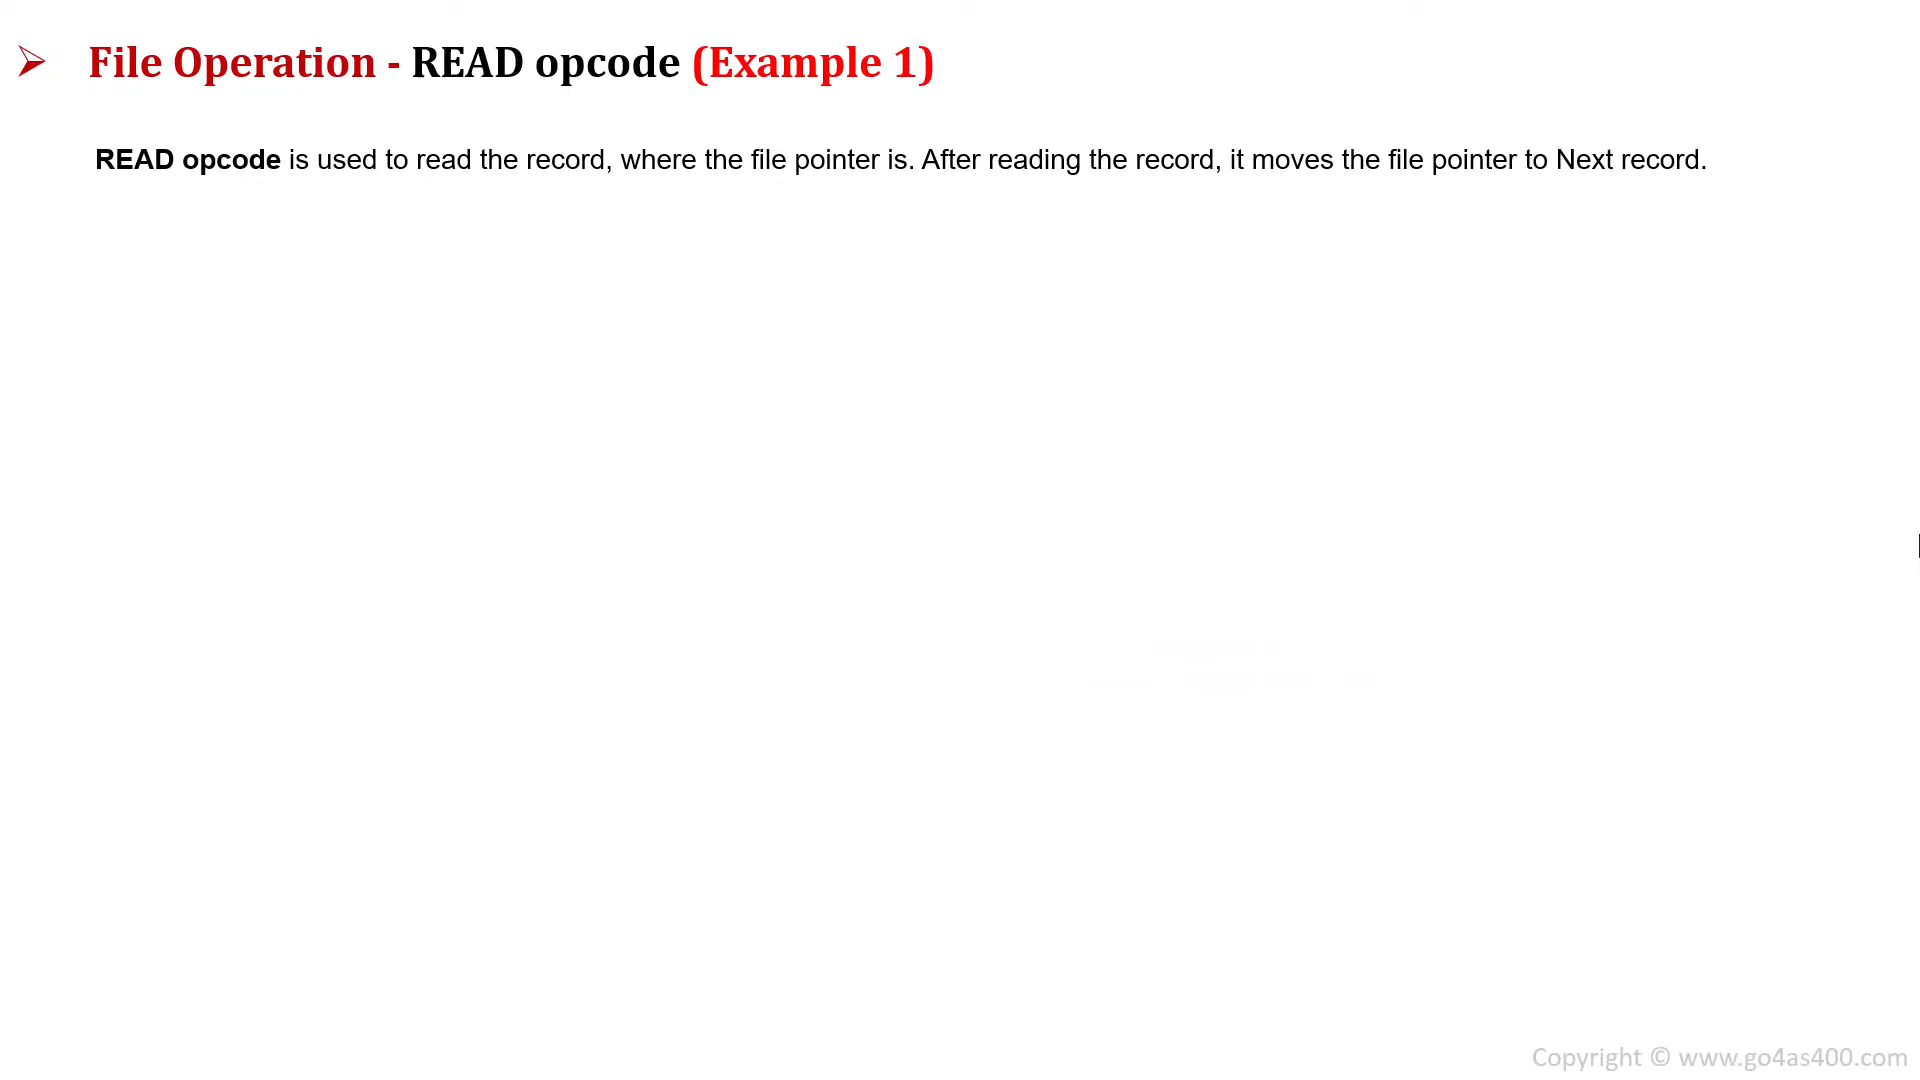 File Operation - READ opcode (Example 1)
READ opcode is used to read the record, where the file pointer is. After reading the record, it moves the file pointer to Next record.
Copyright © www.go4as400.com